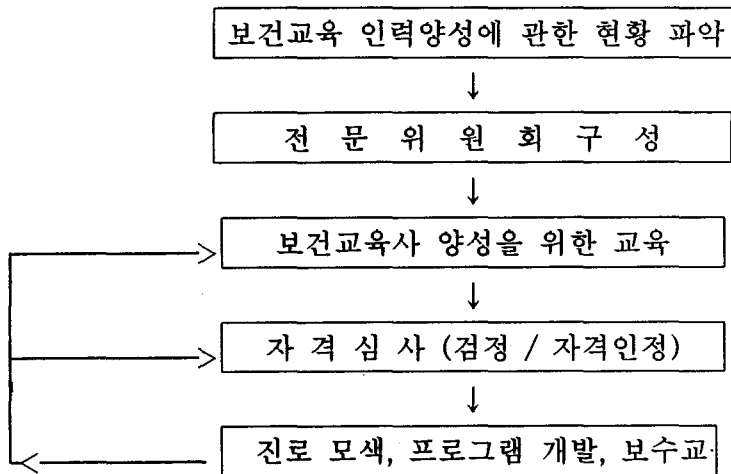 보건교육 인력양성에 관한 현황 파악
↓
전 문 위 원 회 구 성
↓
보건교육사 양성을 위한 교육
↓
자 격 심 사 (검정 / 자격인정)
↓
진로 모색, 프로그램 개발, 보수교